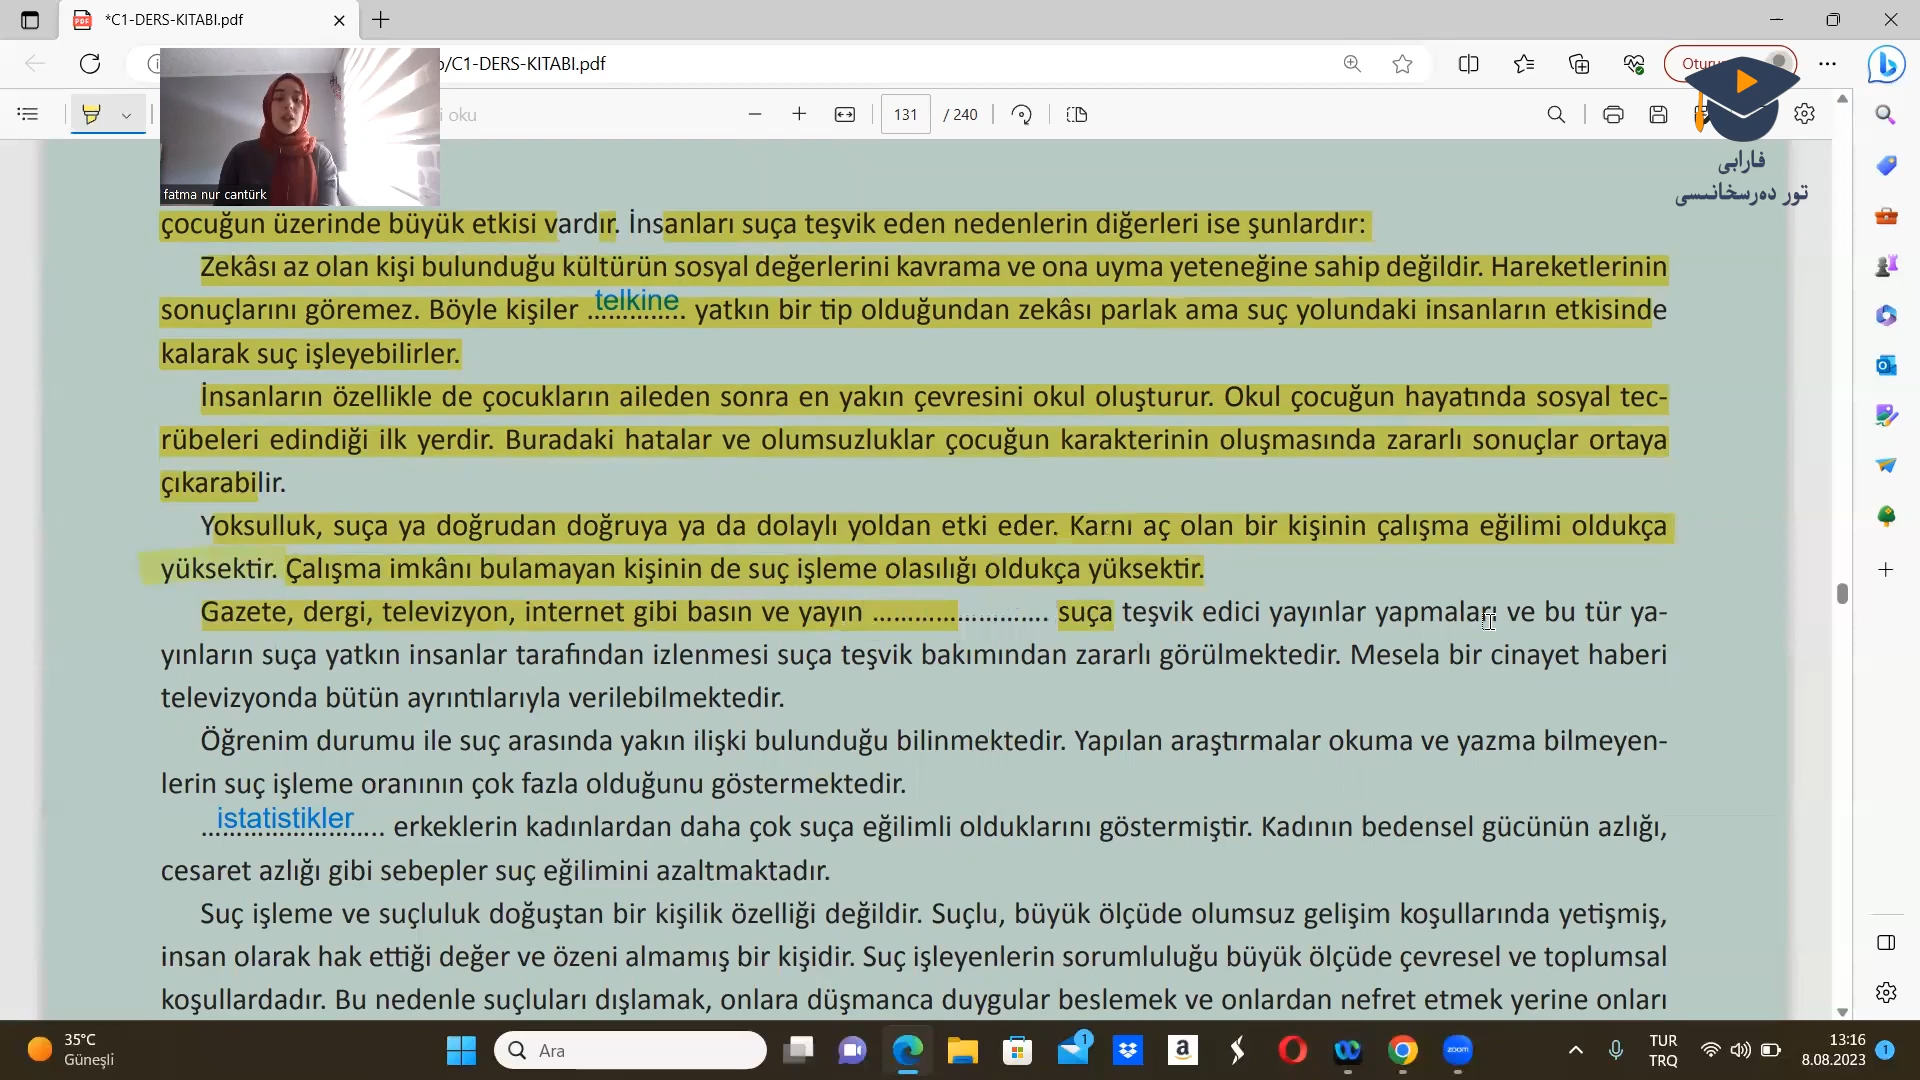 *C1-DERS-KITABI.pdf
/C1-DERS-KITABI.pdf
Oturu
oku
131 / 240
fatma nur cantürk
فارابى
تور دەرسخانىسى
çocuğun üzerinde büyük etkisi vardır. İnsanları suça teşvik eden nedenlerin diğerleri ise şunlardır:
Zekâsı az olan kişi bulunduğu kültürün sosyal değerlerini kavrama ve ona uyma yeteneğine sahip değildir. Hareketlerinin
sonuçlarını göremez. Böyle kişiler telkine ………….. yatkın bir tip olduğundan zekâsı parlak ama suç yolundaki insanların etkisinde
kalarak suç işleyebilirler.
İnsanların özellikle de çocukların aileden sonra en yakın çevresini okul oluşturur. Okul çocuğun hayatında sosyal tec-
rübeleri edindiği ilk yerdir. Buradaki hatalar ve olumsuzluklar çocuğun karakterinin oluşmasında zararlı sonuçlar ortaya
çıkarabilir.
Yoksulluk, suça ya doğrudan doğruya ya da dolaylı yoldan etki eder. Karnı aç olan bir kişinin çalışma eğilimi oldukça
yüksektir. Çalışma imkânı bulamayan kişinin de suç işleme olasılığı oldukça yüksektir.
Gazete, dergi, televizyon, internet gibi basın ve yayın ……………………. suça teşvik edici yayınlar yapmaları ve bu tür ya-
yınların suça yatkın insanlar tarafından izlenmesi suça teşvik bakımından zararlı görülmektedir. Mesela bir cinayet haberi
televizyonda bütün ayrıntılarıyla verilebilmektedir.
Öğrenim durumu ile suç arasında yakın ilişki bulunduğu bilinmektedir. Yapılan araştırmalar okuma ve yazma bilmeyen-
lerin suç işleme oranının çok fazla olduğunu göstermektedir.
istatistikler
…………………….. erkeklerin kadınlardan daha çok suça eğilimli olduklarını göstermiştir. Kadının bedensel gücünün azlığı,
cesaret azlığı gibi sebepler suç eğilimini azaltmaktadır.
Suç işleme ve suçluluk doğuştan bir kişilik özelliği değildir. Suçlu, büyük ölçüde olumsuz gelişim koşullarında yetişmiş,
insan olarak hak ettiği değer ve özeni almamış bir kişidir. Suç işleyenlerin sorumluluğu büyük ölçüde çevresel ve toplumsal
koşullardadır. Bu nedenle suçluları dışlamak, onlara düşmanca duygular beslemek ve onlardan nefret etmek yerine onları
35°C
Güneşli
Ara
1
zoom
TUR
TRQ
13:16
8.08.2023
1